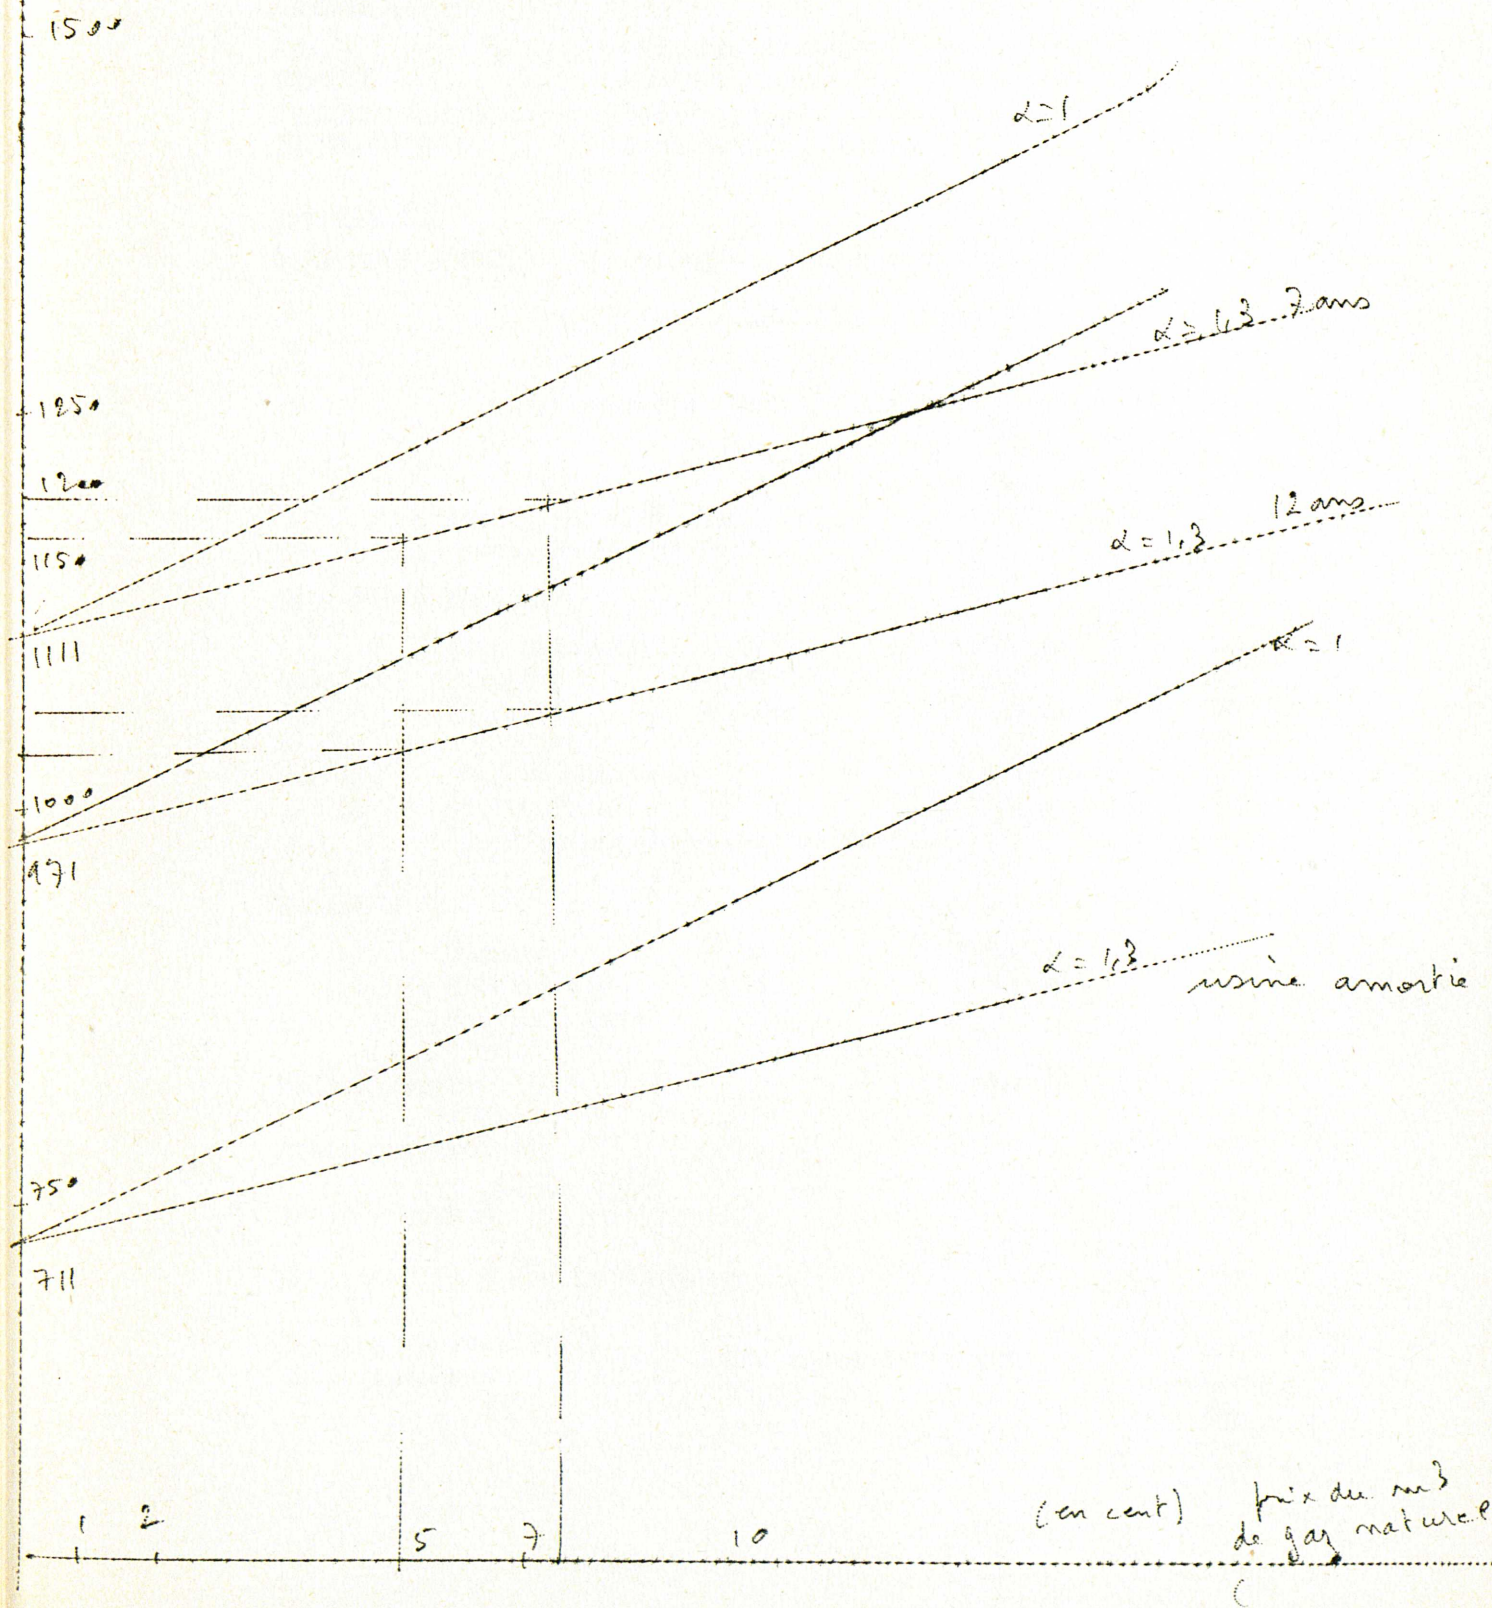 1500
α=1
α=1,3 7 ans
1250
1200
12 ans
α=1,3
1150
1111
α=1
1000
971
α=1,3
usine amortie
750
711
(en cent) prix du m3
de gaz naturel
1 2 5 7 10